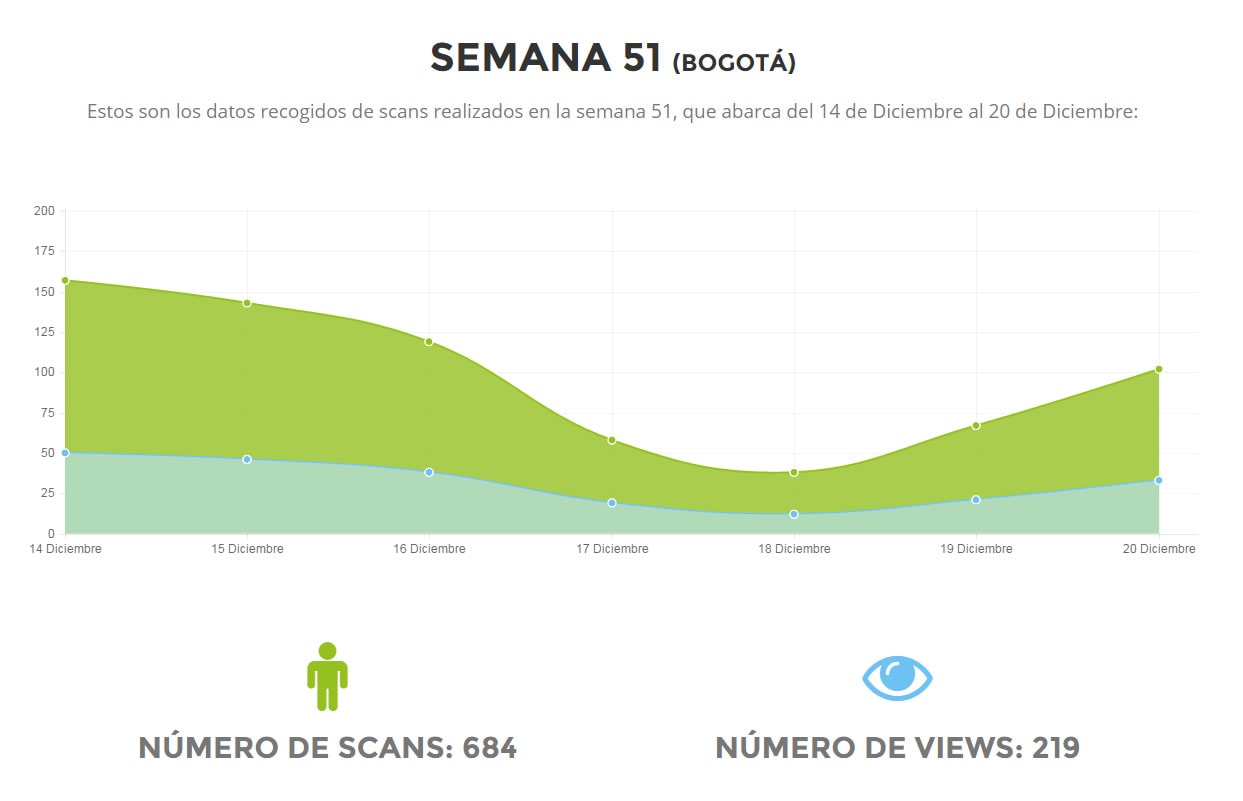 SEMANA 51 (BOGOTÁ)
Estos son los datos recogidos de scans realizados en la semana 51, que abarca del 14 de Diciembre al 20 de Diciembre:
200
175
150
125
100
75
50
25
0
14 Diciembre 15 Diciembre 16 Diciembre 17 Diciembre 18 Diciembre 19 Diciembre 20 Diciembre
NÚMERO DE SCANS: 684 NÚMERO DE VIEWS: 219